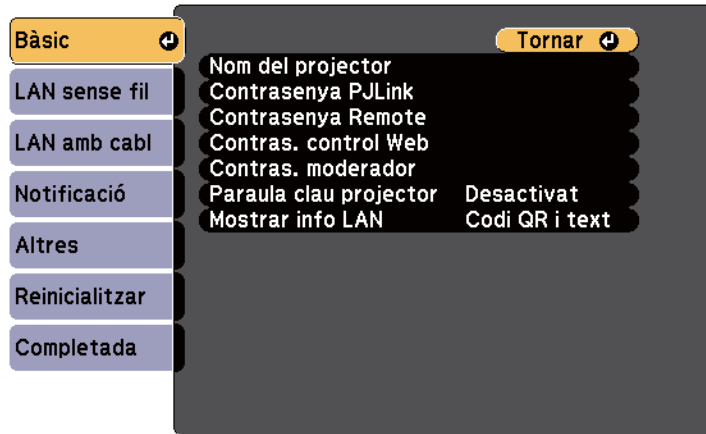 Bàsic
LAN sense fil
LAN amb cabl
Notificació
Altres
Reinicialitzar
Completada
Tornar
Nom del projector
Contrasenya PJLink
Contrasenya Remote
Contras. control Web
Contras. moderador
Paraula clau projector Desactivat
Mostrar info LAN Codi QR i text